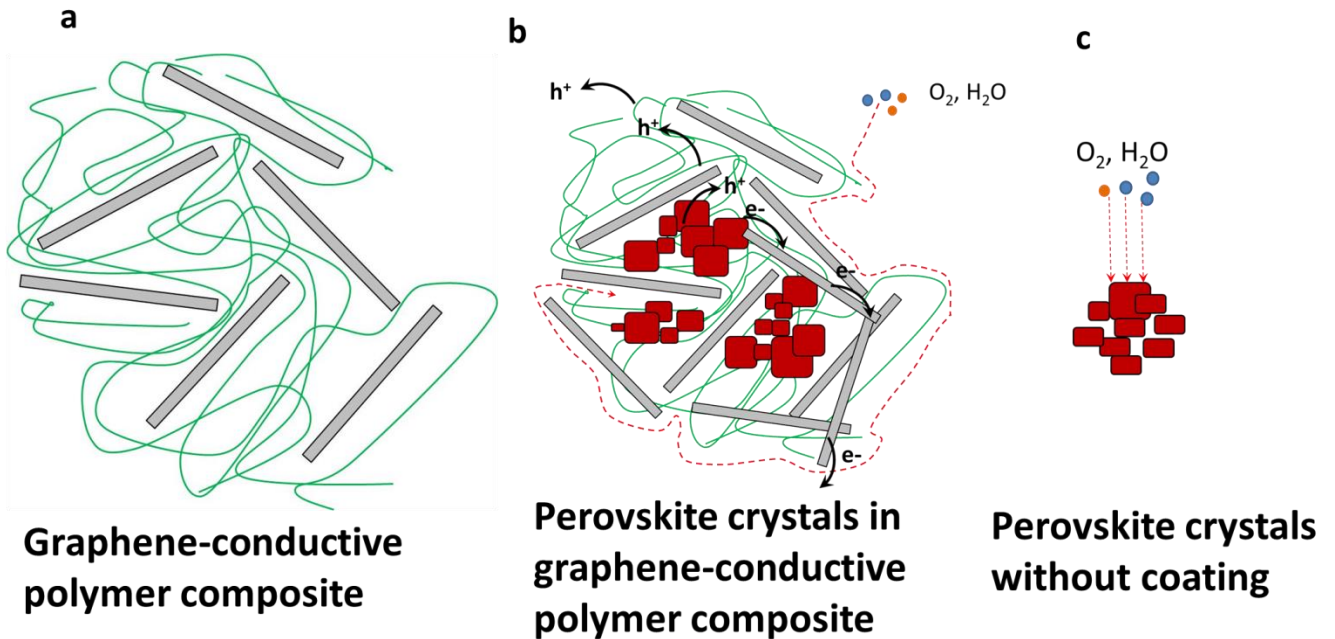 a
b
c
h⁺
h⁺
h⁺
e-
e-
e-
O₂, H₂O
O₂, H₂O
Graphene-conductive
polymer composite
Perovskite crystals in
graphene-conductive
polymer composite
Perovskite crystals
without coating